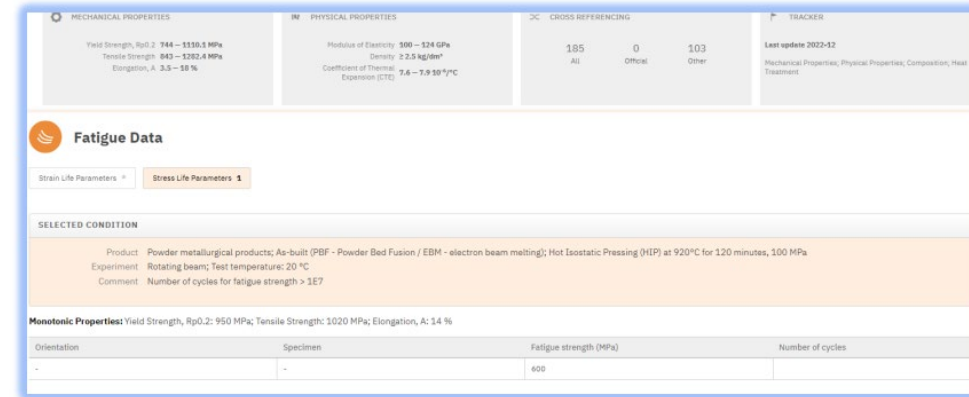 MECHANICAL PROPERTIES
Yield Strength, Rp0.2 744 — 1110.1 MPa
Tensile Strength 843 — 1282.4 MPa
Elongation, A 3.5 — 18 %
PHYSICAL PROPERTIES
Modulus of Elasticity 100 — 124 GPa
Density ≥ 2.5 kg/dm³
Coefficient of Thermal
Expansion (CTE) 7.6 — 7.9 10⁻⁶/°C
CROSS REFERENCING
185 0 103
All Official Other
TRACKER
Last update 2022-12
Mechanical Properties; Physical Properties; Composition; Heat
Treatment
Fatigue Data
Strain Life Parameters
Stress Life Parameters 1
SELECTED CONDITION
Product Powder metallurgical products; As-built (PBF - Powder Bed Fusion / EBM - electron beam melting); Hot Isostatic Pressing (HIP) at 920°C for 120 minutes, 100 MPa
Experiment Rotating beam; Test temperature: 20 °C
Comment Number of cycles for fatigue strength > 1E7
Monotonic Properties: Yield Strength, Rp0.2: 950 MPa; Tensile Strength: 1020 MPa; Elongation, A: 14 %
Orientation Specimen Fatigue strength (MPa) Number of cycles
- - 600